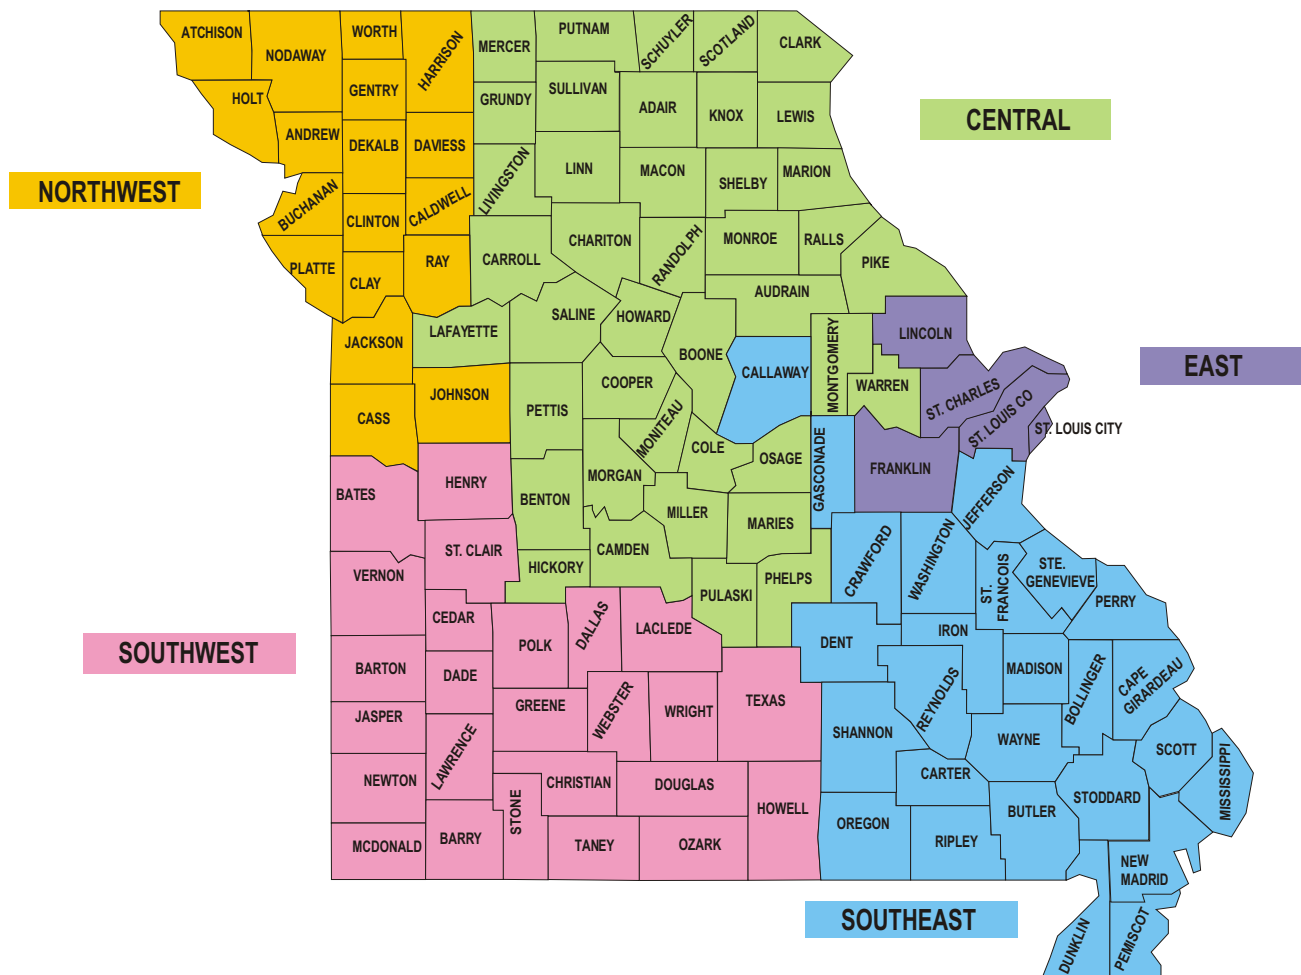 ATCHISON
NODAWAY
WORTH
HARRISON
MERCER
PUTNAM
SCHUYLER
SCOTLAND
CLARK
HOLT
GENTRY
GRUNDY
SULLIVAN
ADAIR
KNOX
LEWIS
CENTRAL
ANDREW
DEKALB
DAVIESS
LIVINGSTON
LINN
MACON
SHELBY
MARION
NORTHWEST
BUCHANAN
CLINTON
CALDWELL
CHARITON
RANDOLPH
MONROE
RALLS
PIKE
PLATTE
CLAY
RAY
CARROLL
AUDRAIN
JACKSON
LAFAYETTE
SALINE
HOWARD
BOONE
CALLAWAY
MONTGOMERY
LINCOLN
WARREN
EAST
CASS
JOHNSON
PETTIS
COOPER
MONITEAU
COLE
OSAGE
GASCONADE
ST. CHARLES
ST. LOUIS CO
ST. LOUIS CITY
FRANKLIN
BATES
HENRY
BENTON
MORGAN
MILLER
MARIES
JEFFERSON
VERNON
ST. CLAIR
HICKORY
CAMDEN
PULASKI
PHELPS
CRAWFORD
WASHINGTON
ST.
FRANCOIS
STE.
GENEVIEVE
PERRY
SOUTHWEST
CEDAR
POLK
DALLAS
LACLEDE
DENT
IRON
BARTON
DADE
GREENE
WEBSTER
WRIGHT
TEXAS
REYNOLDS
MADISON
BOLLINGER
CAPE
GIRARDEAU
JASPER
LAWRENCE
SHANNON
WAYNE
SCOTT
MISSISSIPPI
NEWTON
STONE
CHRISTIAN
DOUGLAS
HOWELL
CARTER
BUTLER
STODDARD
MCDONALD
BARRY
TANEY
OZARK
OREGON
RIPLEY
NEW
MADRID
SOUTHEAST
DUNKLIN
PEMISCOT